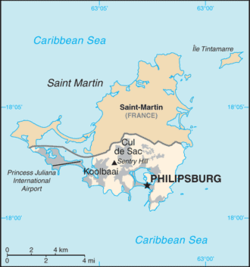 63°05'
63°00'
Caribbean Sea
Île Tintamarre
Saint Martin
18°05'
18°05'
Saint-Martin
(FRANCE)
Cul
de Sac
Sentry Hill
Princess Juliana
International
Airport
Koolbaai
PHILIPSBURG
18°00'
18°00'
Caribbean Sea
0 2 4 km
0 2 4 mi
63°05'
63°00'